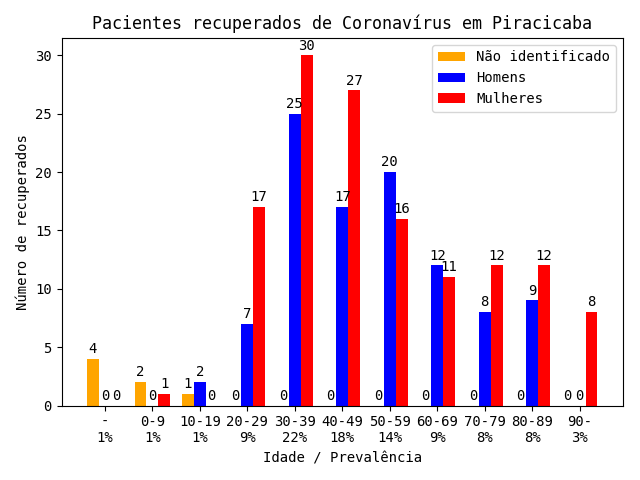 Pacientes recuperados de Coronavírus em Piracicaba
Não identificado
Homens
Mulheres
Número de recuperados
30
25
20
15
10
5
0
4 0 0
2 0 1
1 2 0
0 7 17
0 25 30
0 17 27
0 20 16
0 12 11
0 8 12
0 9 12
0 0 8
- 0-9 10-19 20-29 30-39 40-49 50-59 60-69 70-79 80-89 90-
1% 1% 1% 9% 22% 18% 14% 9% 8% 8% 3%
Idade / Prevalência